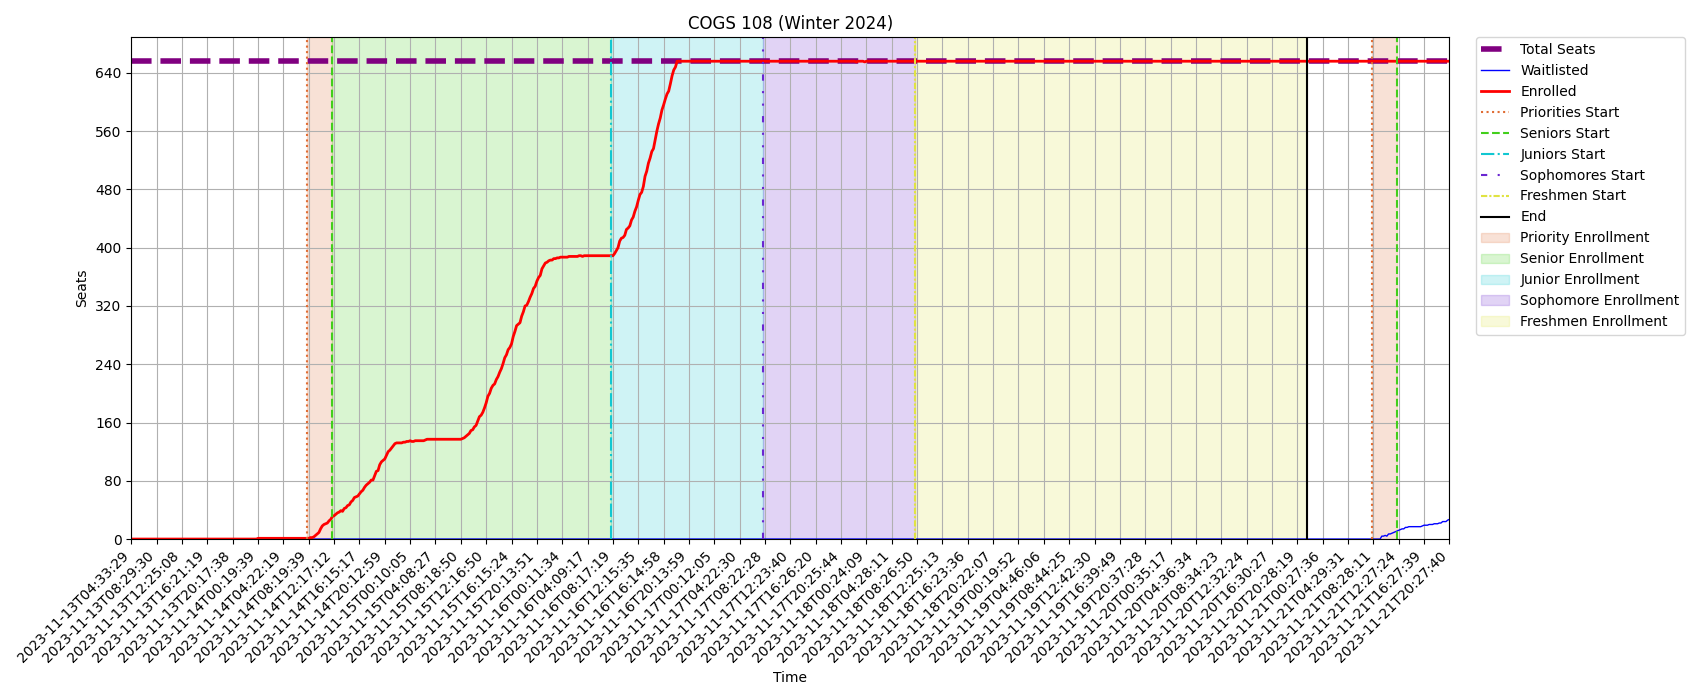 COGS 108 (Winter 2024)
640
560
480
400
320
240
160
80
0
Seats
2023-11-13T04:33:29
2023-11-13T08:29:30
2023-11-13T12:25:08
2023-11-13T16:21:19
2023-11-13T20:17:38
2023-11-14T00:19:39
2023-11-14T04:22:19
2023-11-14T08:19:39
2023-11-14T12:17:12
2023-11-14T16:15:17
2023-11-14T20:12:59
2023-11-15T00:10:05
2023-11-15T04:08:27
2023-11-15T08:18:50
2023-11-15T12:16:50
2023-11-15T16:15:24
2023-11-15T20:13:51
2023-11-16T00:11:34
2023-11-16T04:09:17
2023-11-16T08:17:19
2023-11-16T12:15:35
2023-11-16T16:14:58
2023-11-16T20:13:59
2023-11-17T00:12:05
2023-11-17T04:22:30
2023-11-17T08:22:28
2023-11-17T12:23:40
2023-11-17T16:26:20
2023-11-17T20:25:44
2023-11-18T00:24:09
2023-11-18T04:28:11
2023-11-18T08:26:50
2023-11-18T12:25:13
2023-11-18T16:23:36
2023-11-18T20:22:07
2023-11-19T00:19:52
2023-11-19T04:46:06
2023-11-19T08:44:25
2023-11-19T12:42:30
2023-11-19T16:39:49
2023-11-19T20:37:28
2023-11-20T00:35:17
2023-11-20T04:36:34
2023-11-20T08:34:23
2023-11-20T12:32:24
2023-11-20T16:30:27
2023-11-20T20:28:19
2023-11-21T00:27:36
2023-11-21T04:29:31
2023-11-21T08:28:11
2023-11-21T12:27:24
2023-11-21T16:27:39
2023-11-21T20:27:40
Time
Total Seats
Waitlisted
Enrolled
Priorities Start
Seniors Start
Juniors Start
Sophomores Start
Freshmen Start
End
Priority Enrollment
Senior Enrollment
Junior Enrollment
Sophomore Enrollment
Freshmen Enrollment